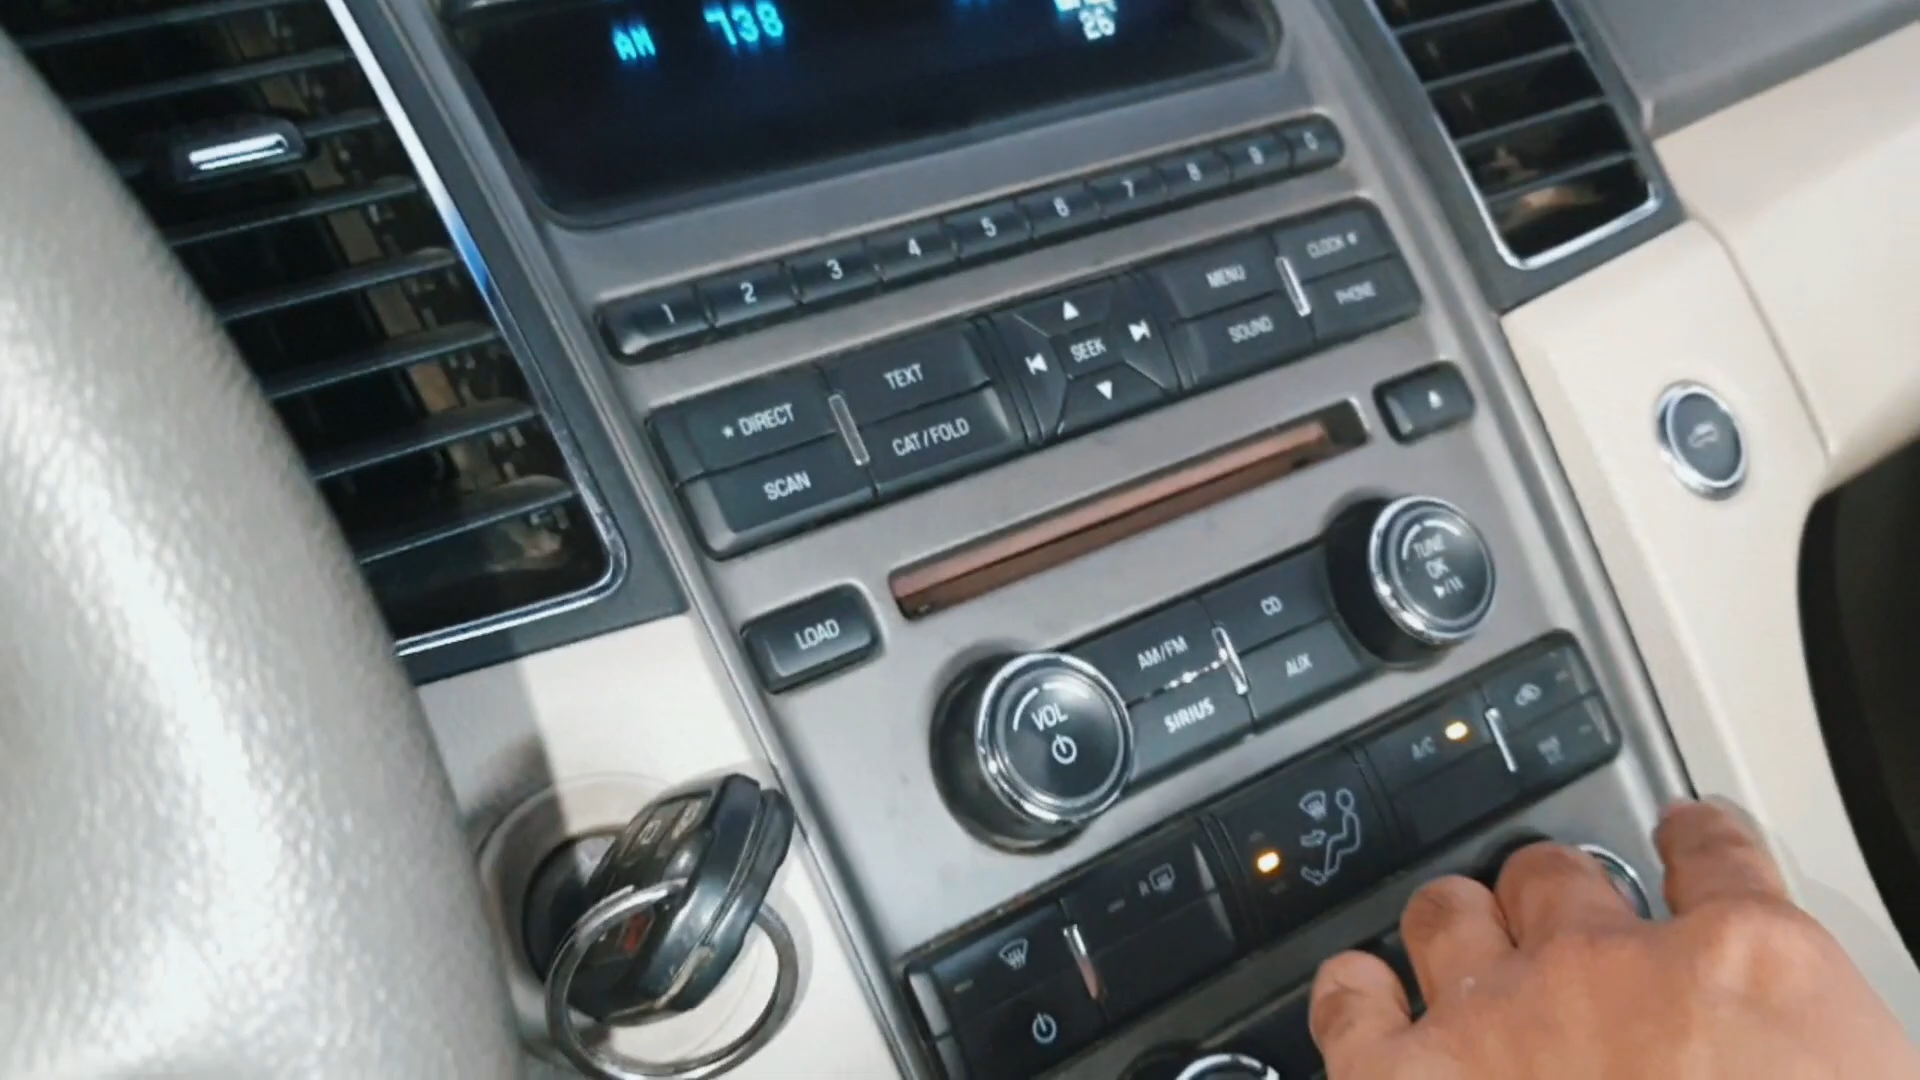 AM 738
26
1 2 3 4 5 6 7 8 9 0
★ DIRECT
TEXT
SEEK
MENU
CLOCK
SCAN
CAT/FOLD
SOUND
PHONE
LOAD
VOL
AM/FM
CD
SIRIUS
AUX
TUNE
OK
A/C
R